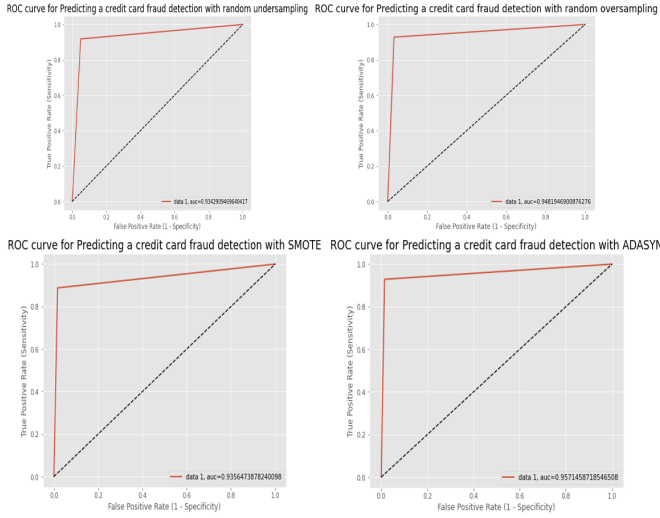 ROC curve for Predicting a credit card fraud detection with random undersampling
True Positive Rate (Sensitivity)
1.0
0.8
0.6
0.4
0.2
0.0
data 1, auc=0.9342909469640417
0.0 0.2 0.4 0.6 0.8 1.0
False Positive Rate (1 - Specificity)
ROC curve for Predicting a credit card fraud detection with random oversampling
True Positive Rate (Sensitivity)
1.0
0.8
0.6
0.4
0.2
0.0
data 1, auc=0.9481946900876276
0.0 0.2 0.4 0.6 0.8 1.0
False Positive Rate (1 - Specificity)
ROC curve for Predicting a credit card fraud detection with SMOTE
True Positive Rate (Sensitivity)
1.0
0.8
0.6
0.4
0.2
0.0
data 1, auc=0.9356473878240098
0.0 0.2 0.4 0.6 0.8 1.0
False Positive Rate (1 - Specificity)
ROC curve for Predicting a credit card fraud detection with ADASYN
True Positive Rate (Sensitivity)
1.0
0.8
0.6
0.4
0.2
0.0
data 1, auc=0.9571458718546508
0.0 0.2 0.4 0.6 0.8 1.0
False Positive Rate (1 - Specificity)